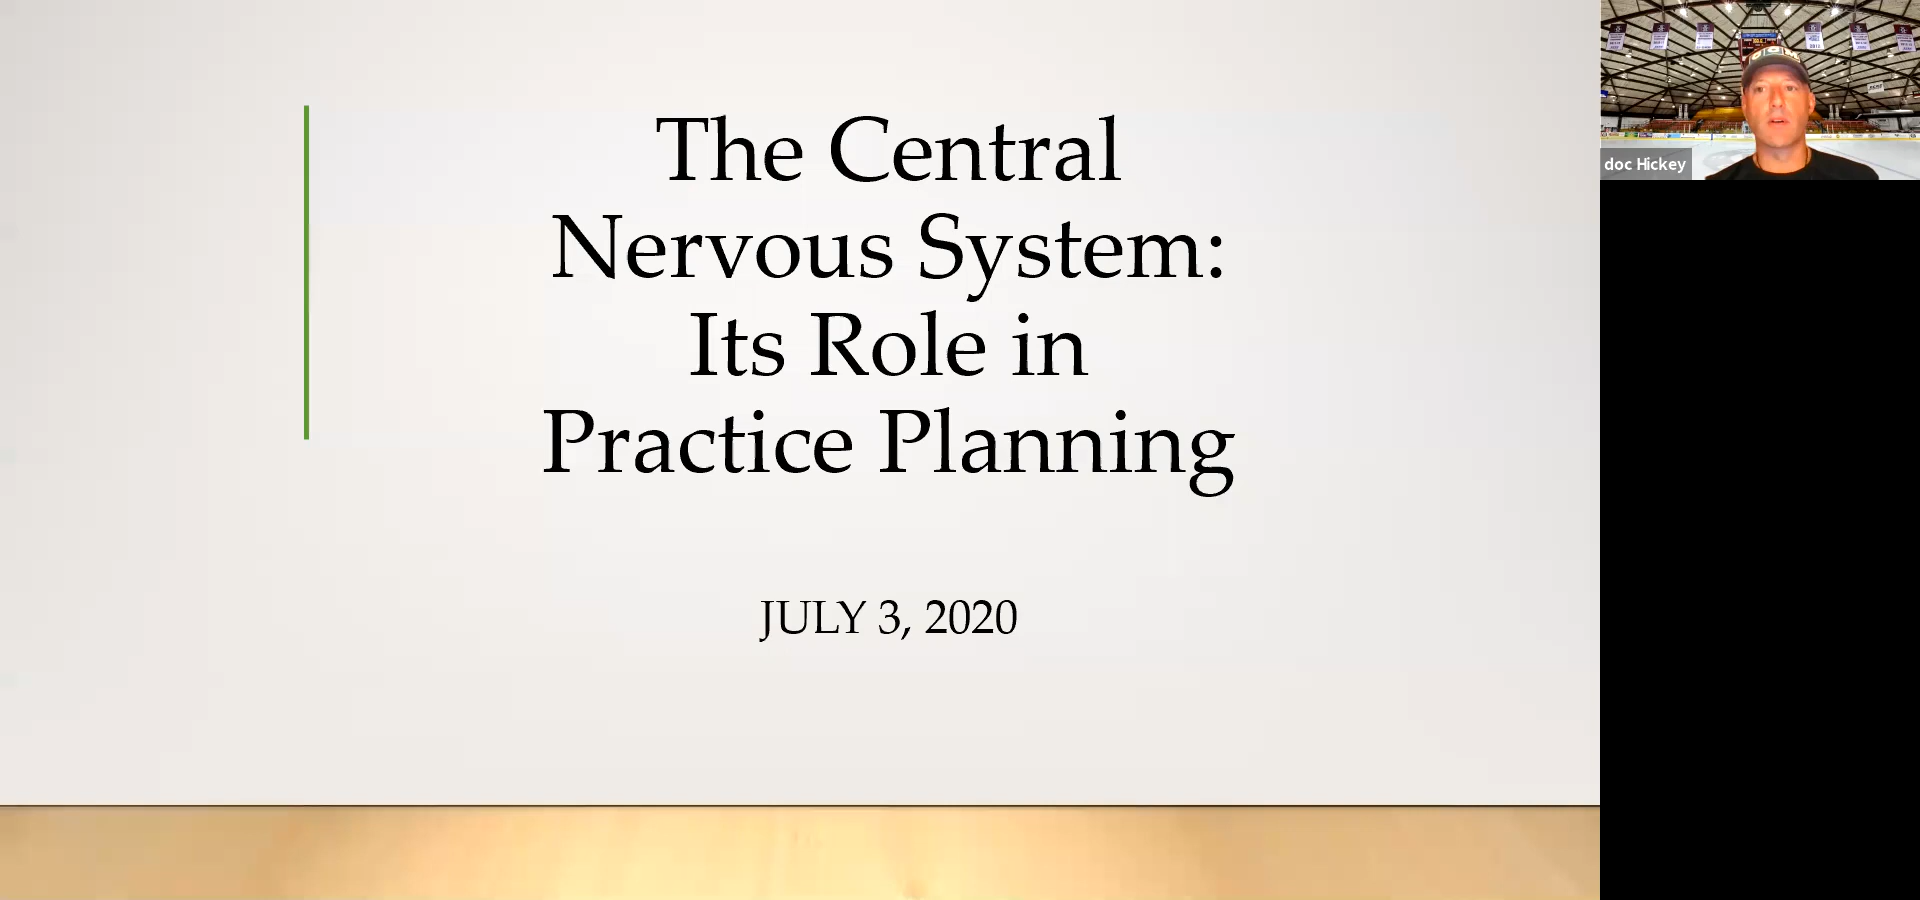 The Central
Nervous System:
Its Role in
Practice Planning
JULY 3, 2020
doc Hickey